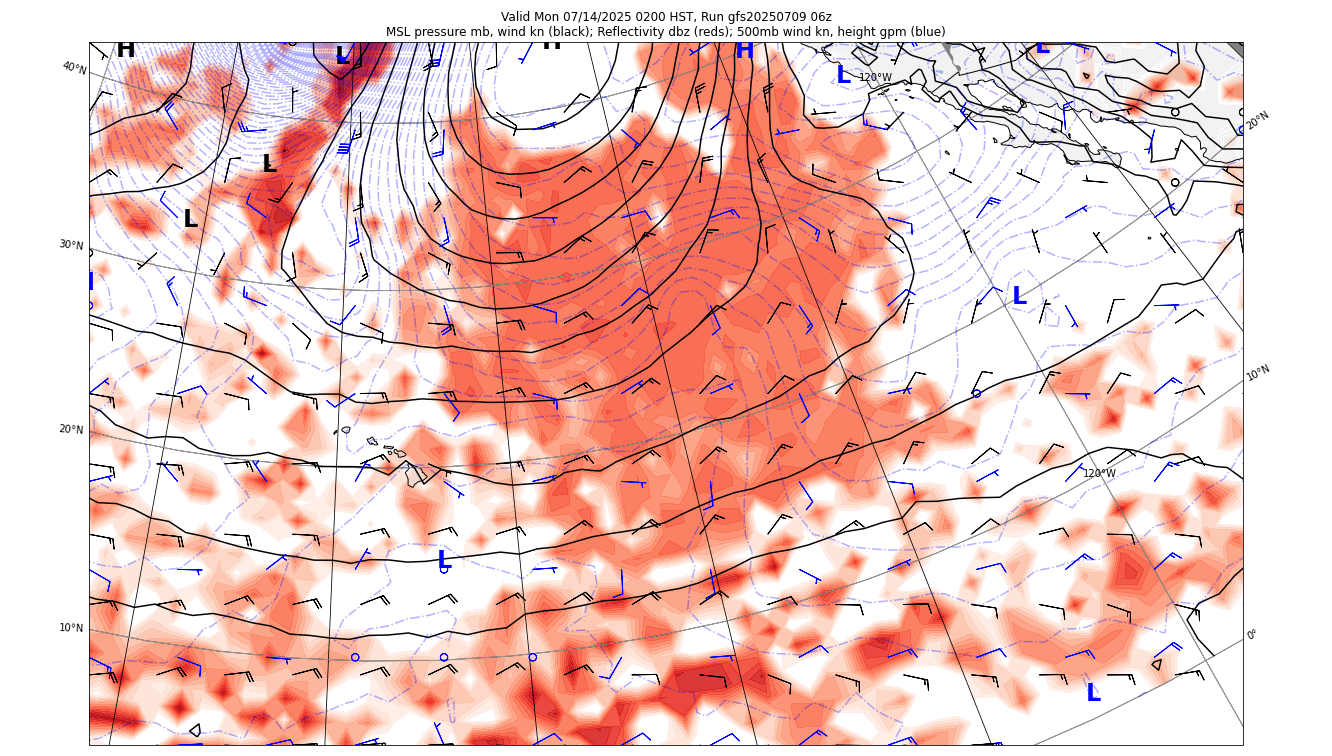 Valid Mon 07/14/2025 0200 HST, Run gfs20250709 06z
MSL pressure mb, wind kn (black); Reflectivity dbz (reds); 500mb wind kn, height gpm (blue)
H
L
H
H
L
L
120°W
40°N
20°N
L
L
30°N
L
10°N
20°N
120°W
L
10°N
0°
L